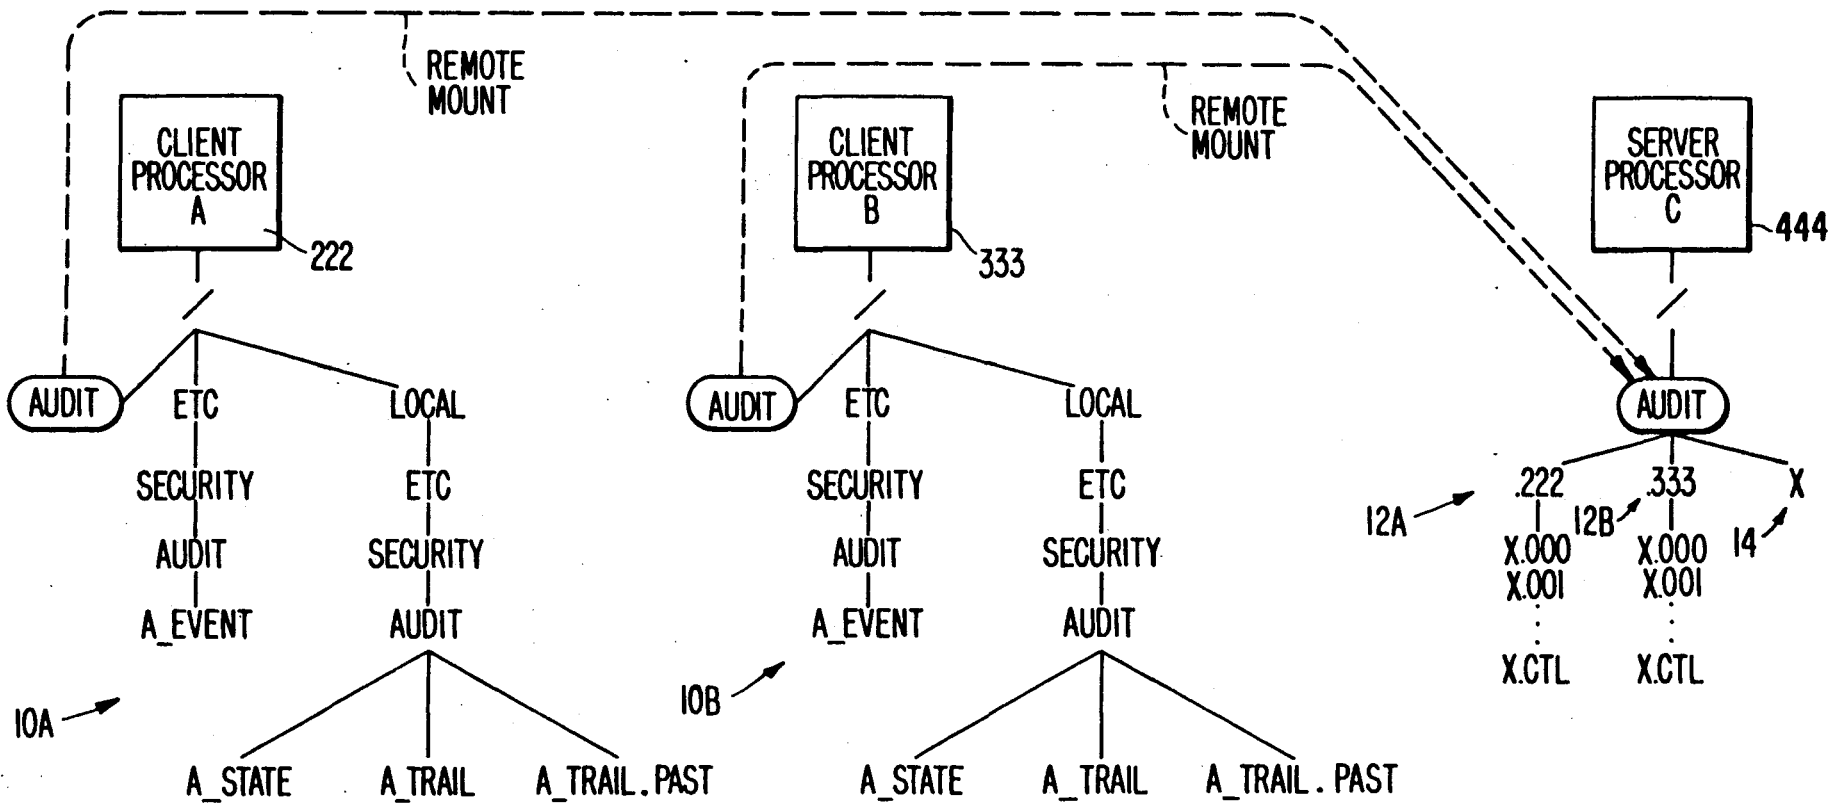 REMOTE
MOUNT
REMOTE
MOUNT
CLIENT
PROCESSOR
A
222
CLIENT
PROCESSOR
B
333
SERVER
PROCESSOR
C
444
/
/
/
AUDIT
ETC
LOCAL
SECURITY
ETC
AUDIT
SECURITY
A_EVENT
AUDIT
10A
A_STATE
A_TRAIL
A_TRAIL.PAST
AUDIT
ETC
LOCAL
SECURITY
ETC
AUDIT
SECURITY
A_EVENT
AUDIT
10B
A_STATE
A_TRAIL
A_TRAIL.PAST
AUDIT
.222
.333
X
12A
12B
14
X.000
X.001
X.CTL
X.000
X.001
X.CTL